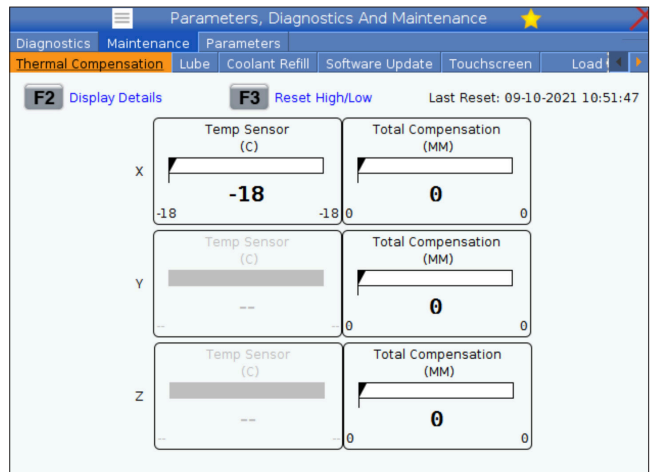 Parameters, Diagnostics And Maintenance
Diagnostics Maintenance Parameters
Thermal Compensation Lube Coolant Refill Software Update Touchscreen Load
F2 Display Details F3 Reset High/Low Last Reset: 09-10-2021 10:51:47
Temp Sensor Total Compensation
(C) (MM)
X
-18 0
-18 -18 0 0
Temp Sensor Total Compensation
(C) (MM)
Y
-- 0
-- -- 0 0
Temp Sensor Total Compensation
(C) (MM)
Z
-- 0
-- -- 0 0